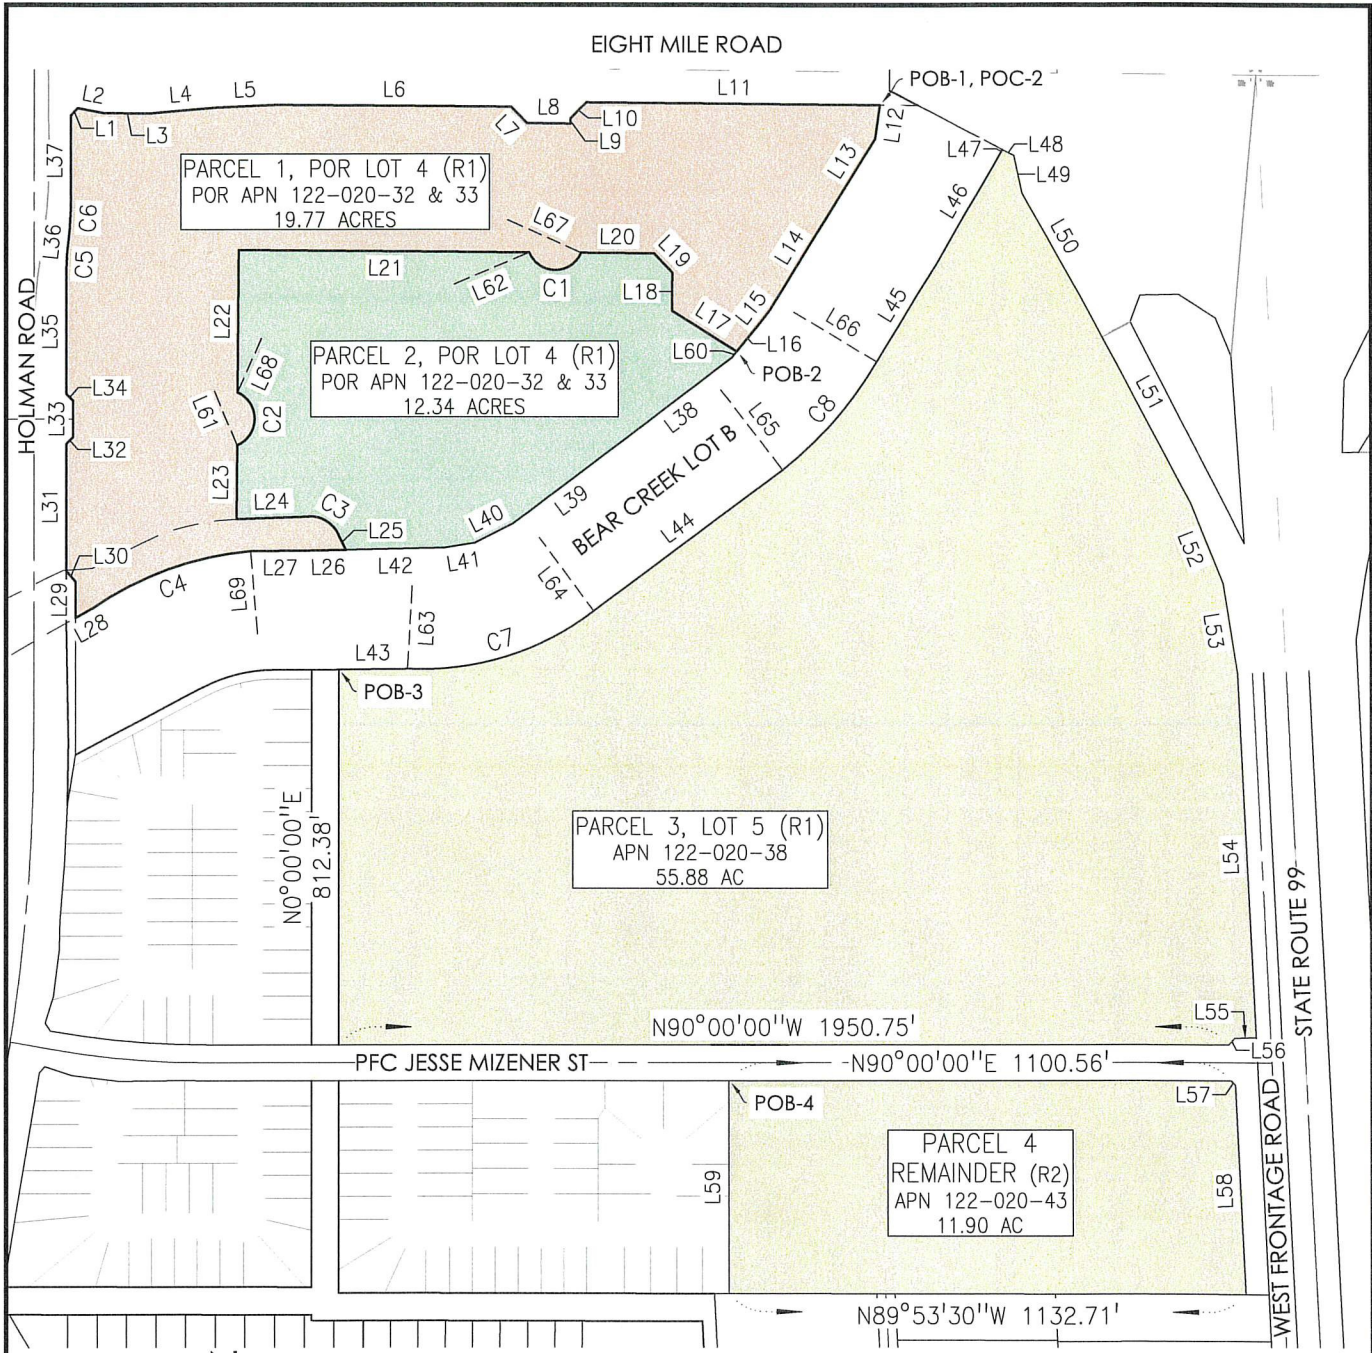 EIGHT MILE ROAD
POB-1, POC-2
L2
L4
L5
L6
L11
L1
L3
L7
L8
L10
L9
L12
L47
L48
L49
L37
PARCEL 1, POR LOT 4 (R1)
POR APN 122-020-32 & 33
19.77 ACRES
L13
L46
L50
C6
L36
C5
L67
L20
L19
L14
L21
L62
C1
L18
HOLMAN ROAD
L22
L17
L15
L66
L45
L35
PARCEL 2, POR LOT 4 (R1)
POR APN 122-020-32 & 33
12.34 ACRES
L60
L16
POB-2
L68
L34
L33
L61
C2
L38
L65
C8
L51
L32
BEAR CREEK LOT B
L31
L23
L24
C3
L25
L39
L40
L44
L30
L29
L28
C4
L69
L27
L26
L42
L41
L64
L52
L63
C7
L53
L43
POB-3
N0°00'00"E
812.38'
PARCEL 3, LOT 5 (R1)
APN 122-020-38
55.88 AC
L54
STATE ROUTE 99
L55
N90°00'00"W 1950.75'
L56
PFC JESSE MIZENER ST
N90°00'00"E 1100.56'
L57
POB-4
PARCEL 4
REMAINDER (R2)
APN 122-020-43
11.90 AC
L59
L58
WEST FRONTAGE ROAD
N89°53'30"W 1132.71'